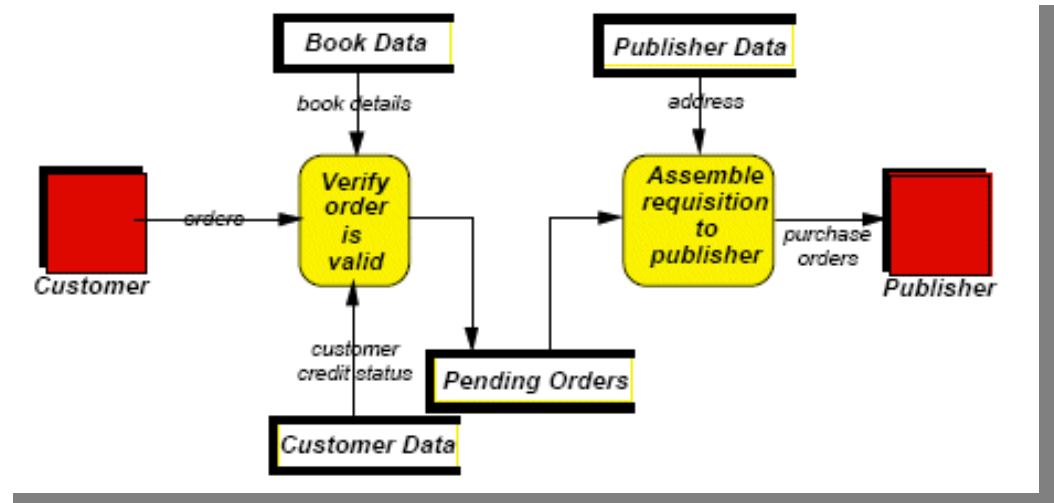 Book Data
Publisher Data
book details
address
Verify
order
is
valid
Assemble
requisition
to
publisher
orders
purchase
orders
Customer
Publisher
customer
credit status
Pending Orders
Customer Data